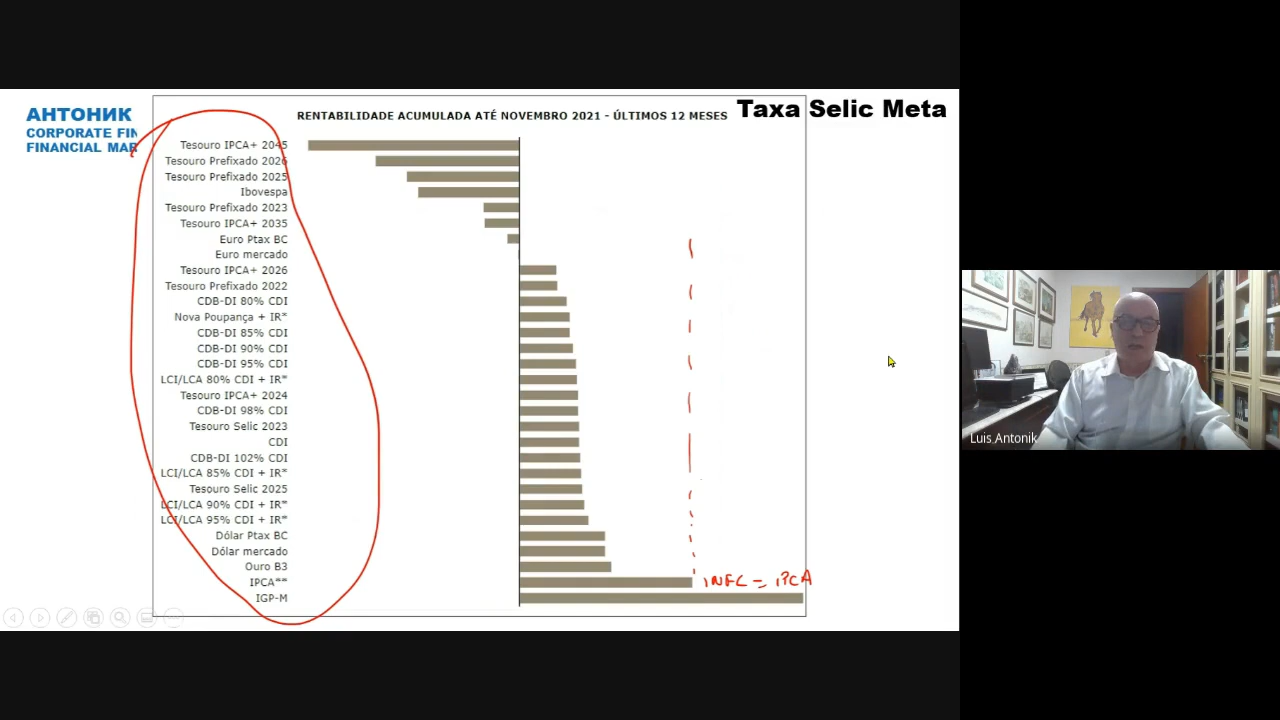 АНТОНИК
CORPORATE FIN
FINANCIAL MAR
Taxa Selic Meta
RENTABILIDADE ACUMULADA ATÉ NOVEMBRO 2021 - ÚLTIMOS 12 MESES
Tesouro IPCA+ 2045
Tesouro Prefixado 2026
Tesouro Prefixado 2025
Ibovespa
Tesouro Prefixado 2023
Tesouro IPCA+ 2035
Euro Ptax BC
Euro mercado
Tesouro IPCA+ 2026
Tesouro Prefixado 2022
CDB-DI 80% CDI
Nova Poupança + IR*
CDB-DI 85% CDI
CDB-DI 90% CDI
CDB-DI 95% CDI
LCI/LCA 80% CDI + IR*
Tesouro IPCA+ 2024
CDB-DI 98% CDI
Tesouro Selic 2023
CDI
CDB-DI 102% CDI
LCI/LCA 85% CDI + IR*
Tesouro Selic 2025
LCI/LCA 90% CDI + IR*
LCI/LCA 95% CDI + IR*
Dólar Ptax BC
Dólar mercado
Ouro B3
IPCA**
INFL = IPCA
IGP-M
Luis Antonik